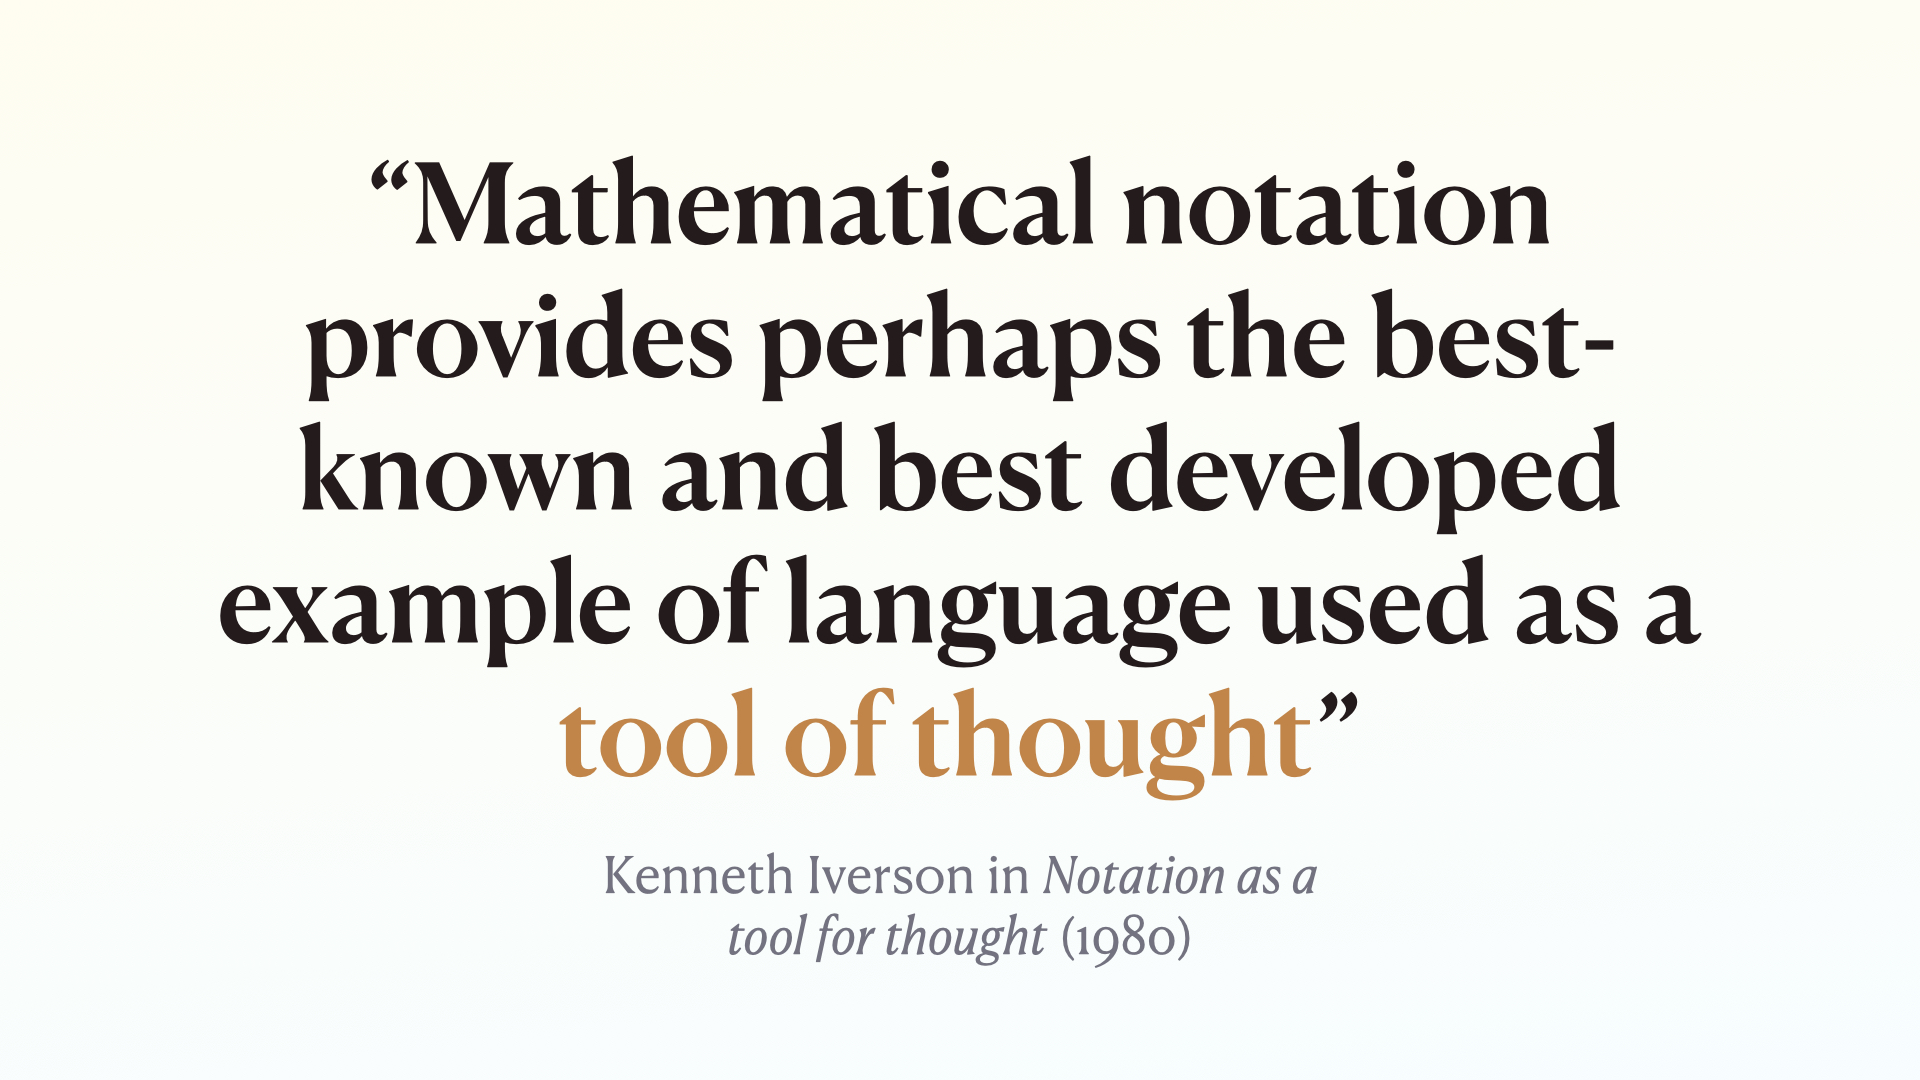 “Mathematical notation
provides perhaps the best-
known and best developed
example of language used as a
tool of thought”
Kenneth Iverson in Notation as a
tool for thought (1980)